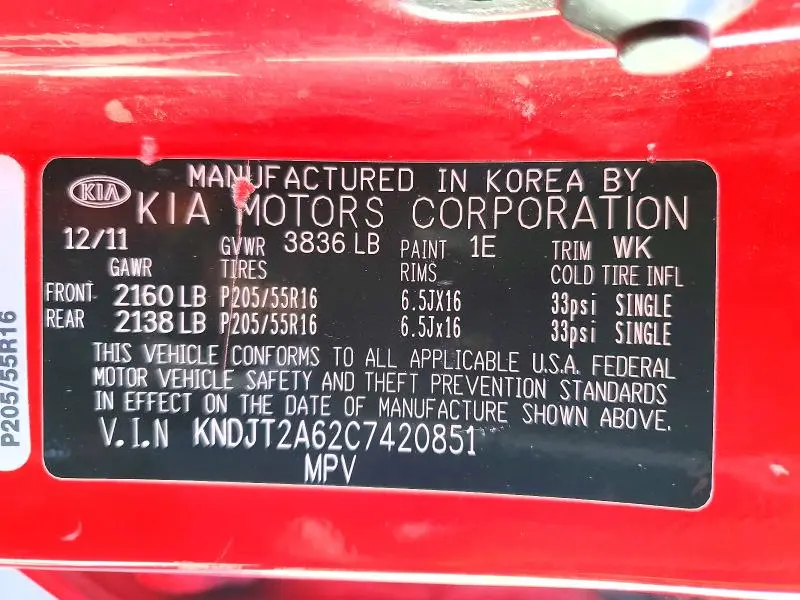 MANUFACTURED IN KOREA BY
KIA KIA MOTORS CORPORATION
12/11 GVWR 3836 LB PAINT 1E TRIM WK
GAWR TIRES RIMS COLD TIRE INFL
FRONT 2160 LB P205/55R16 6.5JX16 33psi SINGLE
REAR 2138 LB P205/55R16 6.5Jx16 33psi SINGLE
THIS VEHICLE CONFORMS TO ALL APPLICABLE U.S.A. FEDERAL
MOTOR VEHICLE SAFETY AND THEFT PREVENTION STANDARDS
IN EFFECT ON THE DATE OF MANUFACTURE SHOWN ABOVE.
V.I.N KNDJT2A62C7420851
MPV
P205/55R16